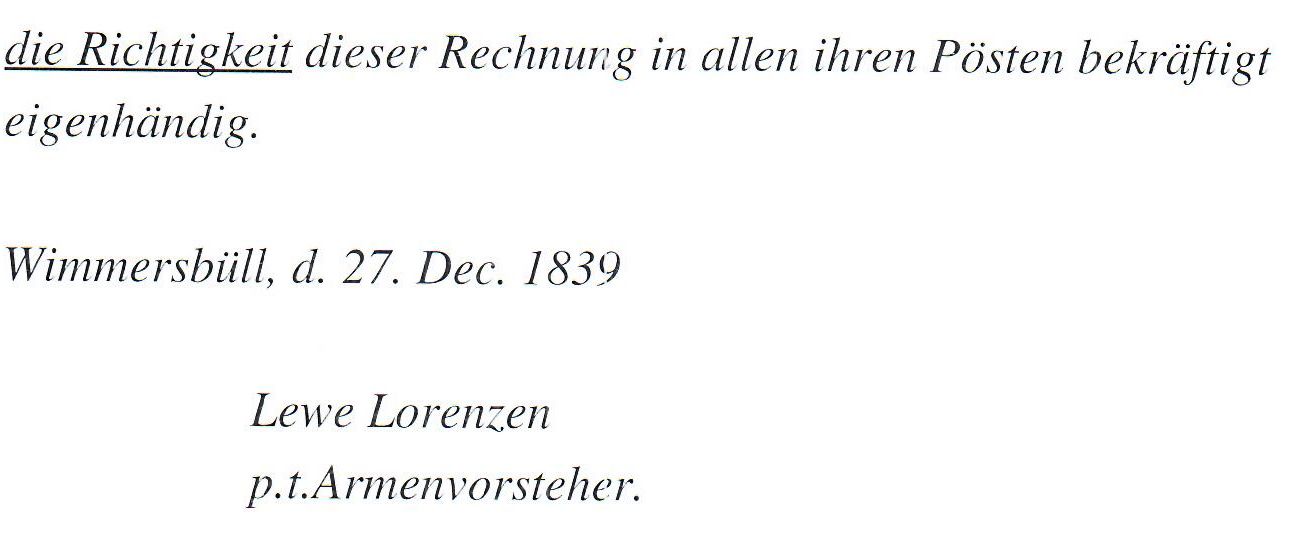 die Richtigkeit dieser Rechnung in allen ihren Pösten bekräftigt
eigenhändig.
Wimmersbüll, d. 27. Dec. 1839
Lewe Lorenzen
p.t.Armenvorsteher.